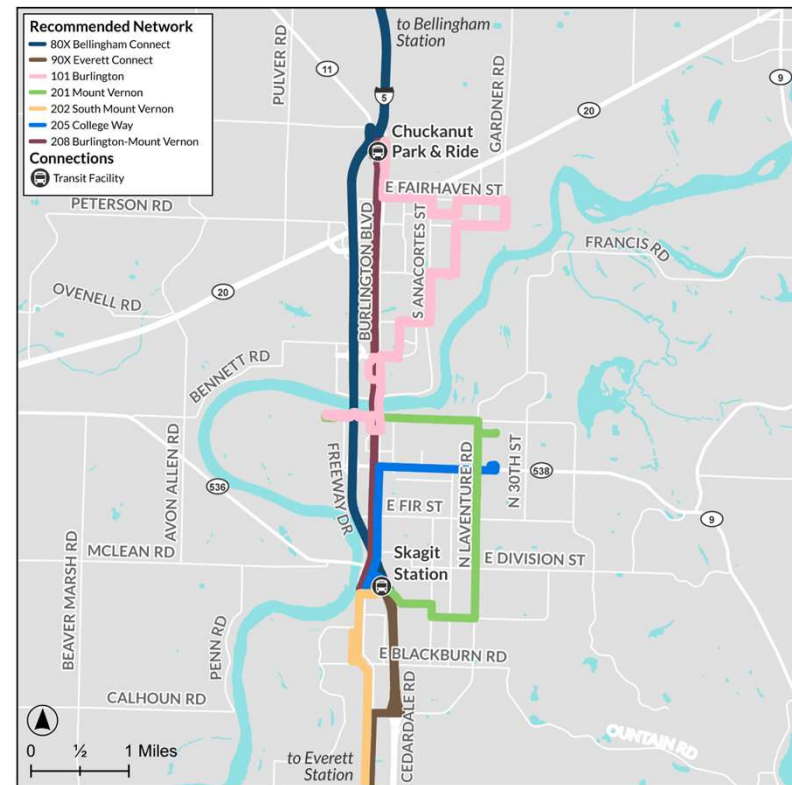 Recommended Network
80X Bellingham Connect
90X Everett Connect
101 Burlington
201 Mount Vernon
202 South Mount Vernon
205 College Way
208 Burlington-Mount Vernon
Connections
Transit Facility
to Bellingham
Station
PULVER RD
11
5
GARDNER RD
9
20
Chuckanut
Park & Ride
E FAIRHAVEN ST
PETERSON RD
BURLINGTON BLVD
S ANACORTES ST
FRANCIS RD
20
OVENELL RD
BENNETT RD
AVON ALLEN RD
536
FREEWAY DR
N LAVENTURE RD
N 30TH ST
538
E FIR ST
9
MCLEAN RD
BEAVER MARSH RD
Skagit
Station
E DIVISION ST
PENN RD
E BLACKBURN RD
CALHOUN RD
CEDARDALE RD
OUNTAIN RD
0 ½ 1 Miles
to Everett
Station